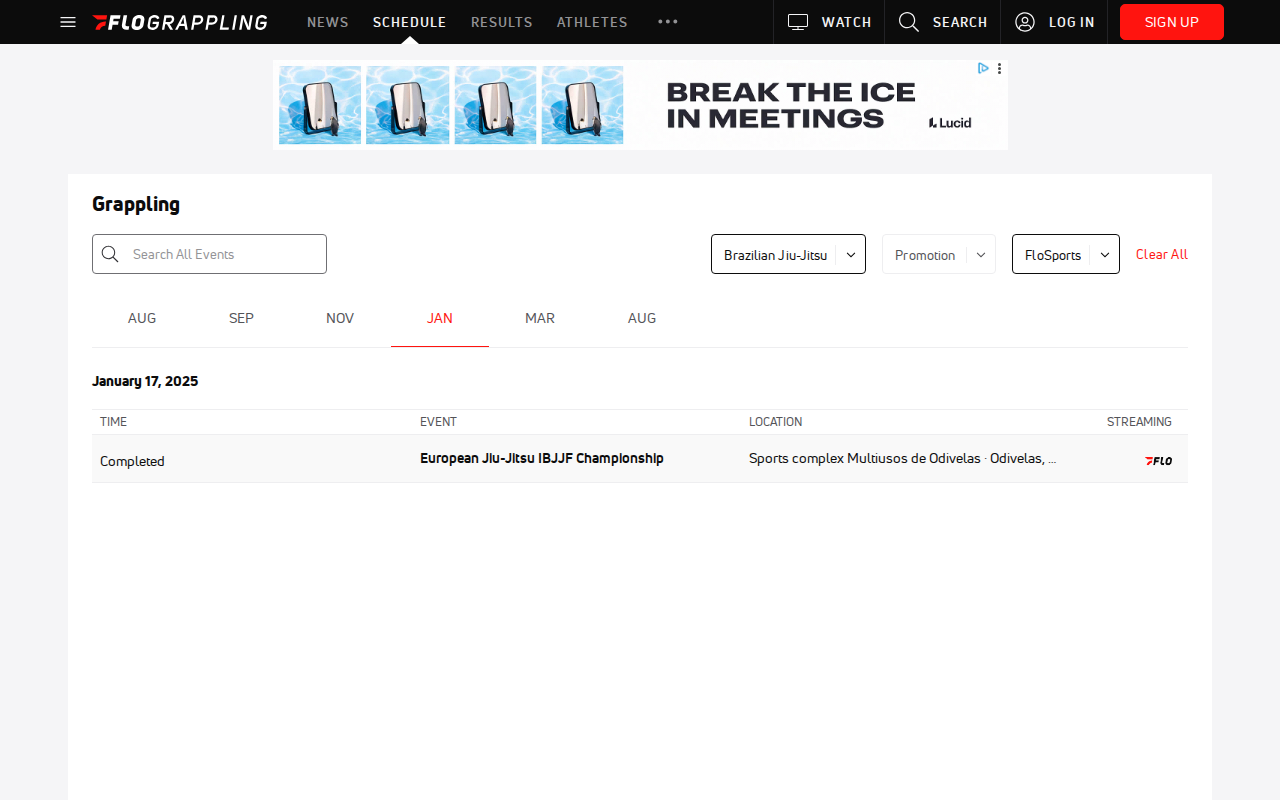 FLOGRAPPLING
NEWS
SCHEDULE
RESULTS
ATHLETES
WATCH
SEARCH
LOG IN
SIGN UP
BREAK THE ICE
IN MEETINGS
Lucid
Grappling
Search All Events
Brazilian Jiu-Jitsu
Promotion
FloSports
Clear All
AUG
SEP
NOV
JAN
MAR
AUG
January 17, 2025
TIME
EVENT
LOCATION
STREAMING
Completed
European Jiu-Jitsu IBJJF Championship
Sports complex Multiusos de Odivelas · Odivelas, ...
FLO